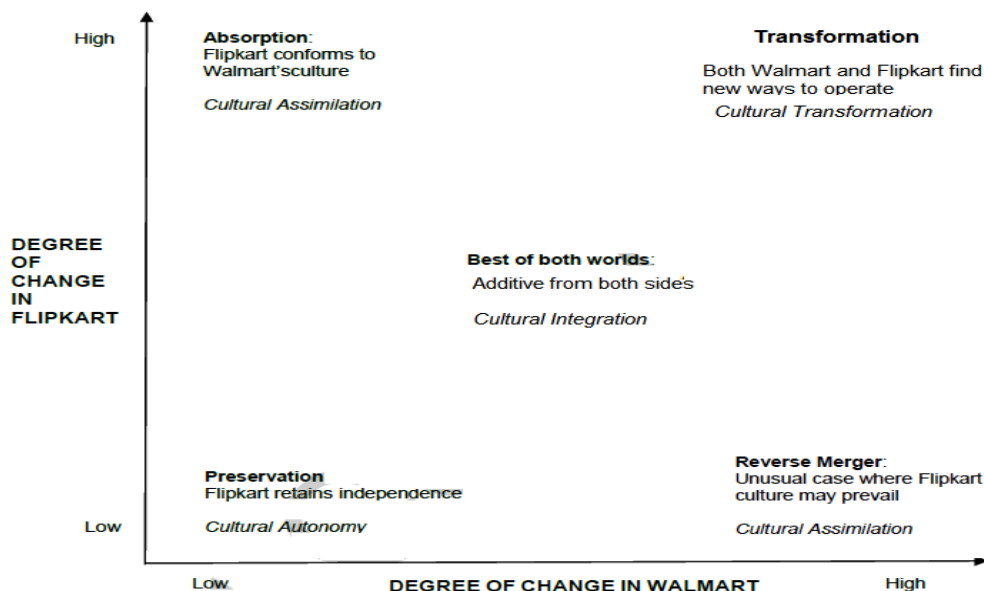 High
Absorption:
Flipkart conforms to
Walmart'sculture
Cultural Assimilation
Transformation
Both Walmart and Flipkart find
new ways to operate
Cultural Transformation
DEGREE
OF
CHANGE
IN
FLIPKART
Best of both worlds:
Additive from both sides
Cultural Integration
Preservation
Flipkart retains independence
Cultural Autonomy
Reverse Merger:
Unusual case where Flipkart
culture may prevail
Cultural Assimilation
Low
Low
DEGREE OF CHANGE IN WALMART
High